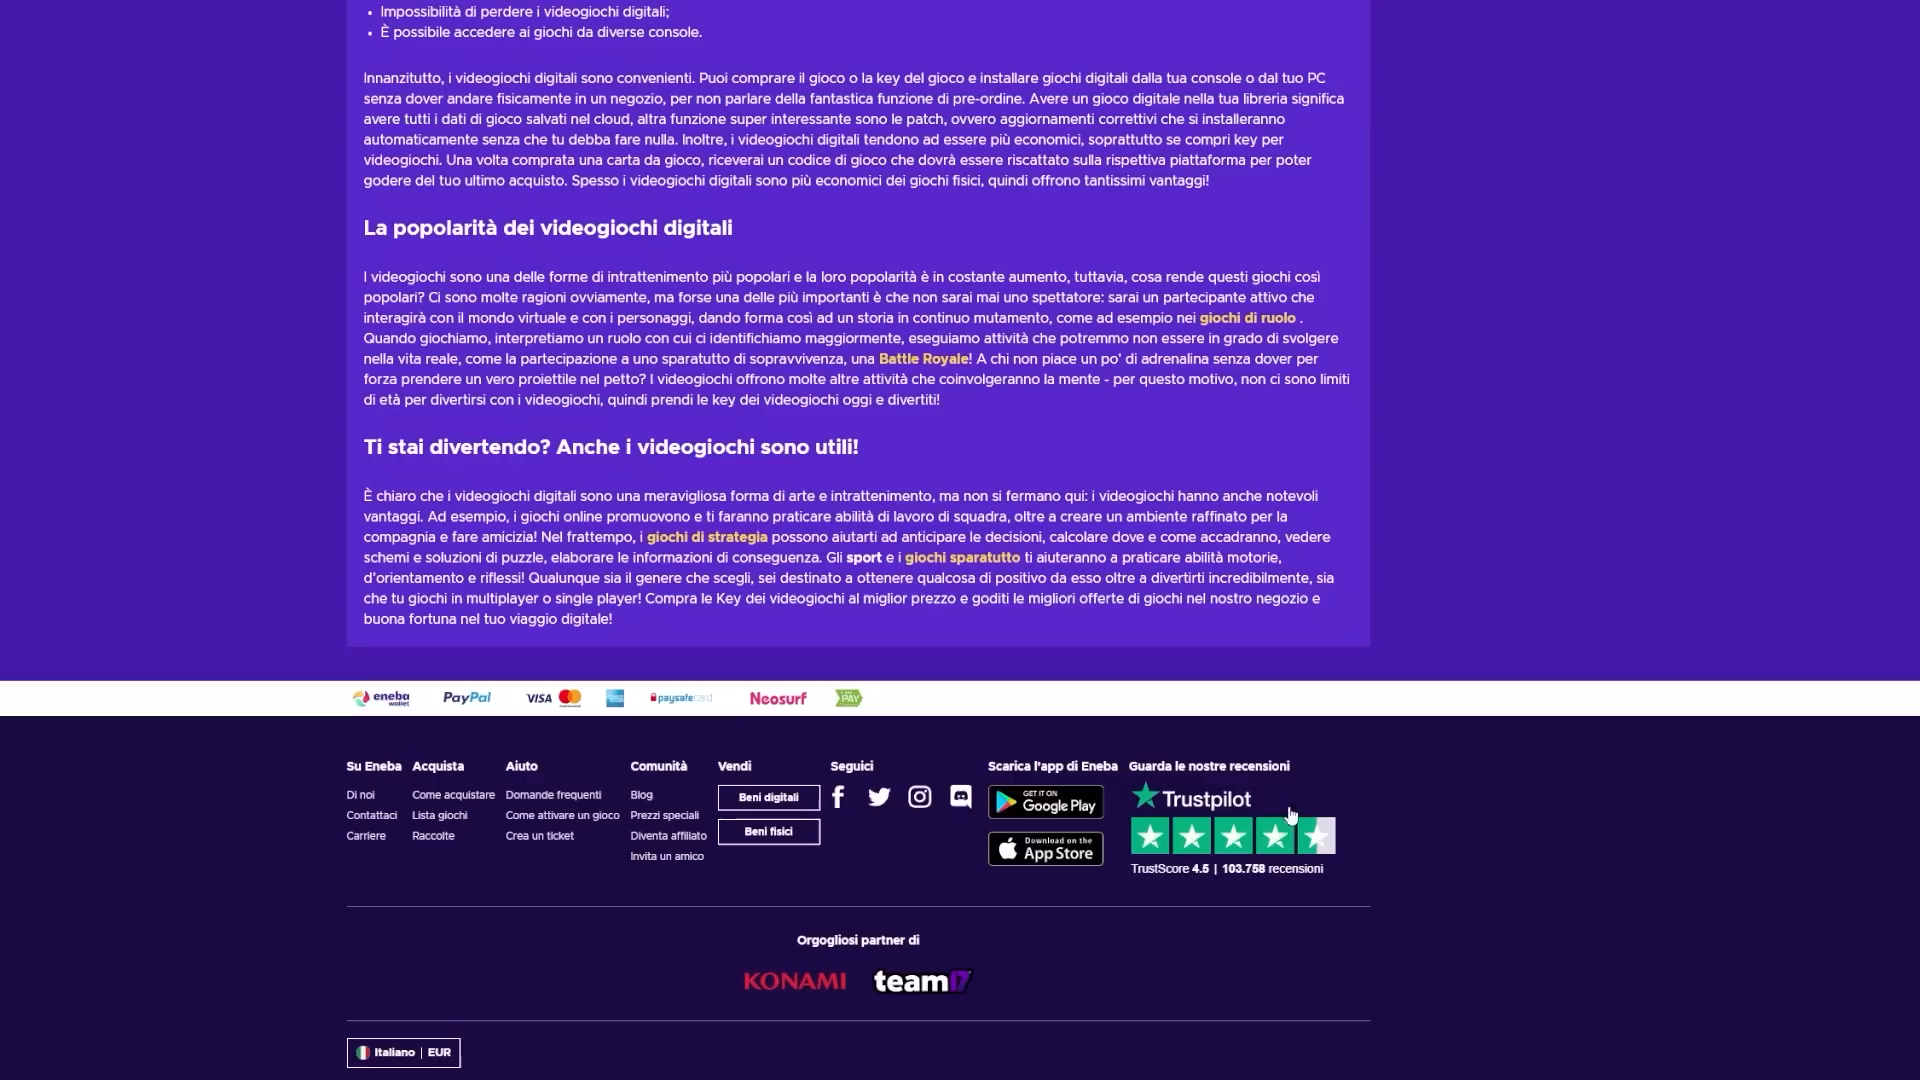 Impossibilità di perdere i videogiochi digitali;
È possibile accedere ai giochi da diverse console.
Innanzitutto, i videogiochi digitali sono convenienti. Puoi comprare il gioco o la key del gioco e installare giochi digitali dalla tua console o dal tuo PC
senza dover andare fisicamente in un negozio, per non parlare della fantastica funzione di pre-ordine. Avere un gioco digitale nella tua libreria significa
avere tutti i dati di gioco salvati nel cloud, altra funzione super interessante sono le patch, ovvero aggiornamenti correttivi che si installeranno
automaticamente senza che tu debba fare nulla. Inoltre, i videogiochi digitali tendono ad essere più economici, soprattutto se compri key per
videogiochi. Una volta comprata una carta da gioco, riceverai un codice di gioco che dovrà essere riscattato sulla rispettiva piattaforma per poter
godere del tuo ultimo acquisto. Spesso i videogiochi digitali sono più economici dei giochi fisici, quindi offrono tantissimi vantaggi!
La popolarità dei videogiochi digitali
I videogiochi sono una delle forme di intrattenimento più popolari e la loro popolarità è in costante aumento, tuttavia, cosa rende questi giochi così
popolari? Ci sono molte ragioni ovviamente, ma forse una delle più importanti è che non sarai mai uno spettatore: sarai un partecipante attivo che
interagirà con il mondo virtuale e con i personaggi, dando forma così ad un storia in continuo mutamento, come ad esempio nei giochi di ruolo .
Quando giochiamo, interpretiamo un ruolo con cui ci identifichiamo maggiormente, eseguiamo attività che potremmo non essere in grado di svolgere
nella vita reale, come la partecipazione a uno sparatutto di sopravvivenza, una Battle Royale! A chi non piace un po' di adrenalina senza dover per
forza prendere un vero proiettile nel petto? I videogiochi offrono molte altre attività che coinvolgeranno la mente - per questo motivo, non ci sono limiti
di età per divertirsi con i videogiochi, quindi prendi le key dei videogiochi oggi e divertiti!
Ti stai divertendo? Anche i videogiochi sono utili!
È chiaro che i videogiochi digitali sono una meravigliosa forma di arte e intrattenimento, ma non si fermano qui: i videogiochi hanno anche notevoli
vantaggi. Ad esempio, i giochi online promuovono e ti faranno praticare abilità di lavoro di squadra, oltre a creare un ambiente raffinato per la
compagnia e fare amicizia! Nel frattempo, i giochi di strategia possono aiutarti ad anticipare le decisioni, calcolare dove e come accadranno, vedere
schemi e soluzioni di puzzle, elaborare le informazioni di conseguenza. Gli sport e i giochi sparatutto ti aiuteranno a praticare abilità motorie,
d'orientamento e riflessi! Qualunque sia il genere che scegli, sei destinato a ottenere qualcosa di positivo da esso oltre a divertirti incredibilmente, sia
che tu giochi in multiplayer o single player! Compra le Key dei videogiochi al miglior prezzo e goditi le migliori offerte di giochi nel nostro negozio e
buona fortuna nel tuo viaggio digitale!
eneba wallet PayPal VISA paysafecard Neosurf PAY
Su Eneba
Di noi
Contattaci
Carriere
Acquista
Come acquistare
Lista giochi
Raccolte
Aiuto
Domande frequenti
Come attivare un gioco
Crea un ticket
Comunità
Blog
Prezzi speciali
Diventa affiliato
Invita un amico
Vendi
Beni digitali
Beni fisici
Seguici
Scarica l'app di Eneba
GET IT ON
Google Play
Download on the
App Store
Guarda le nostre recensioni
Trustpilot
TrustScore 4.5 | 103.758 recensioni
Orgogliosi partner di
KONAMI team17
Italiano | EUR